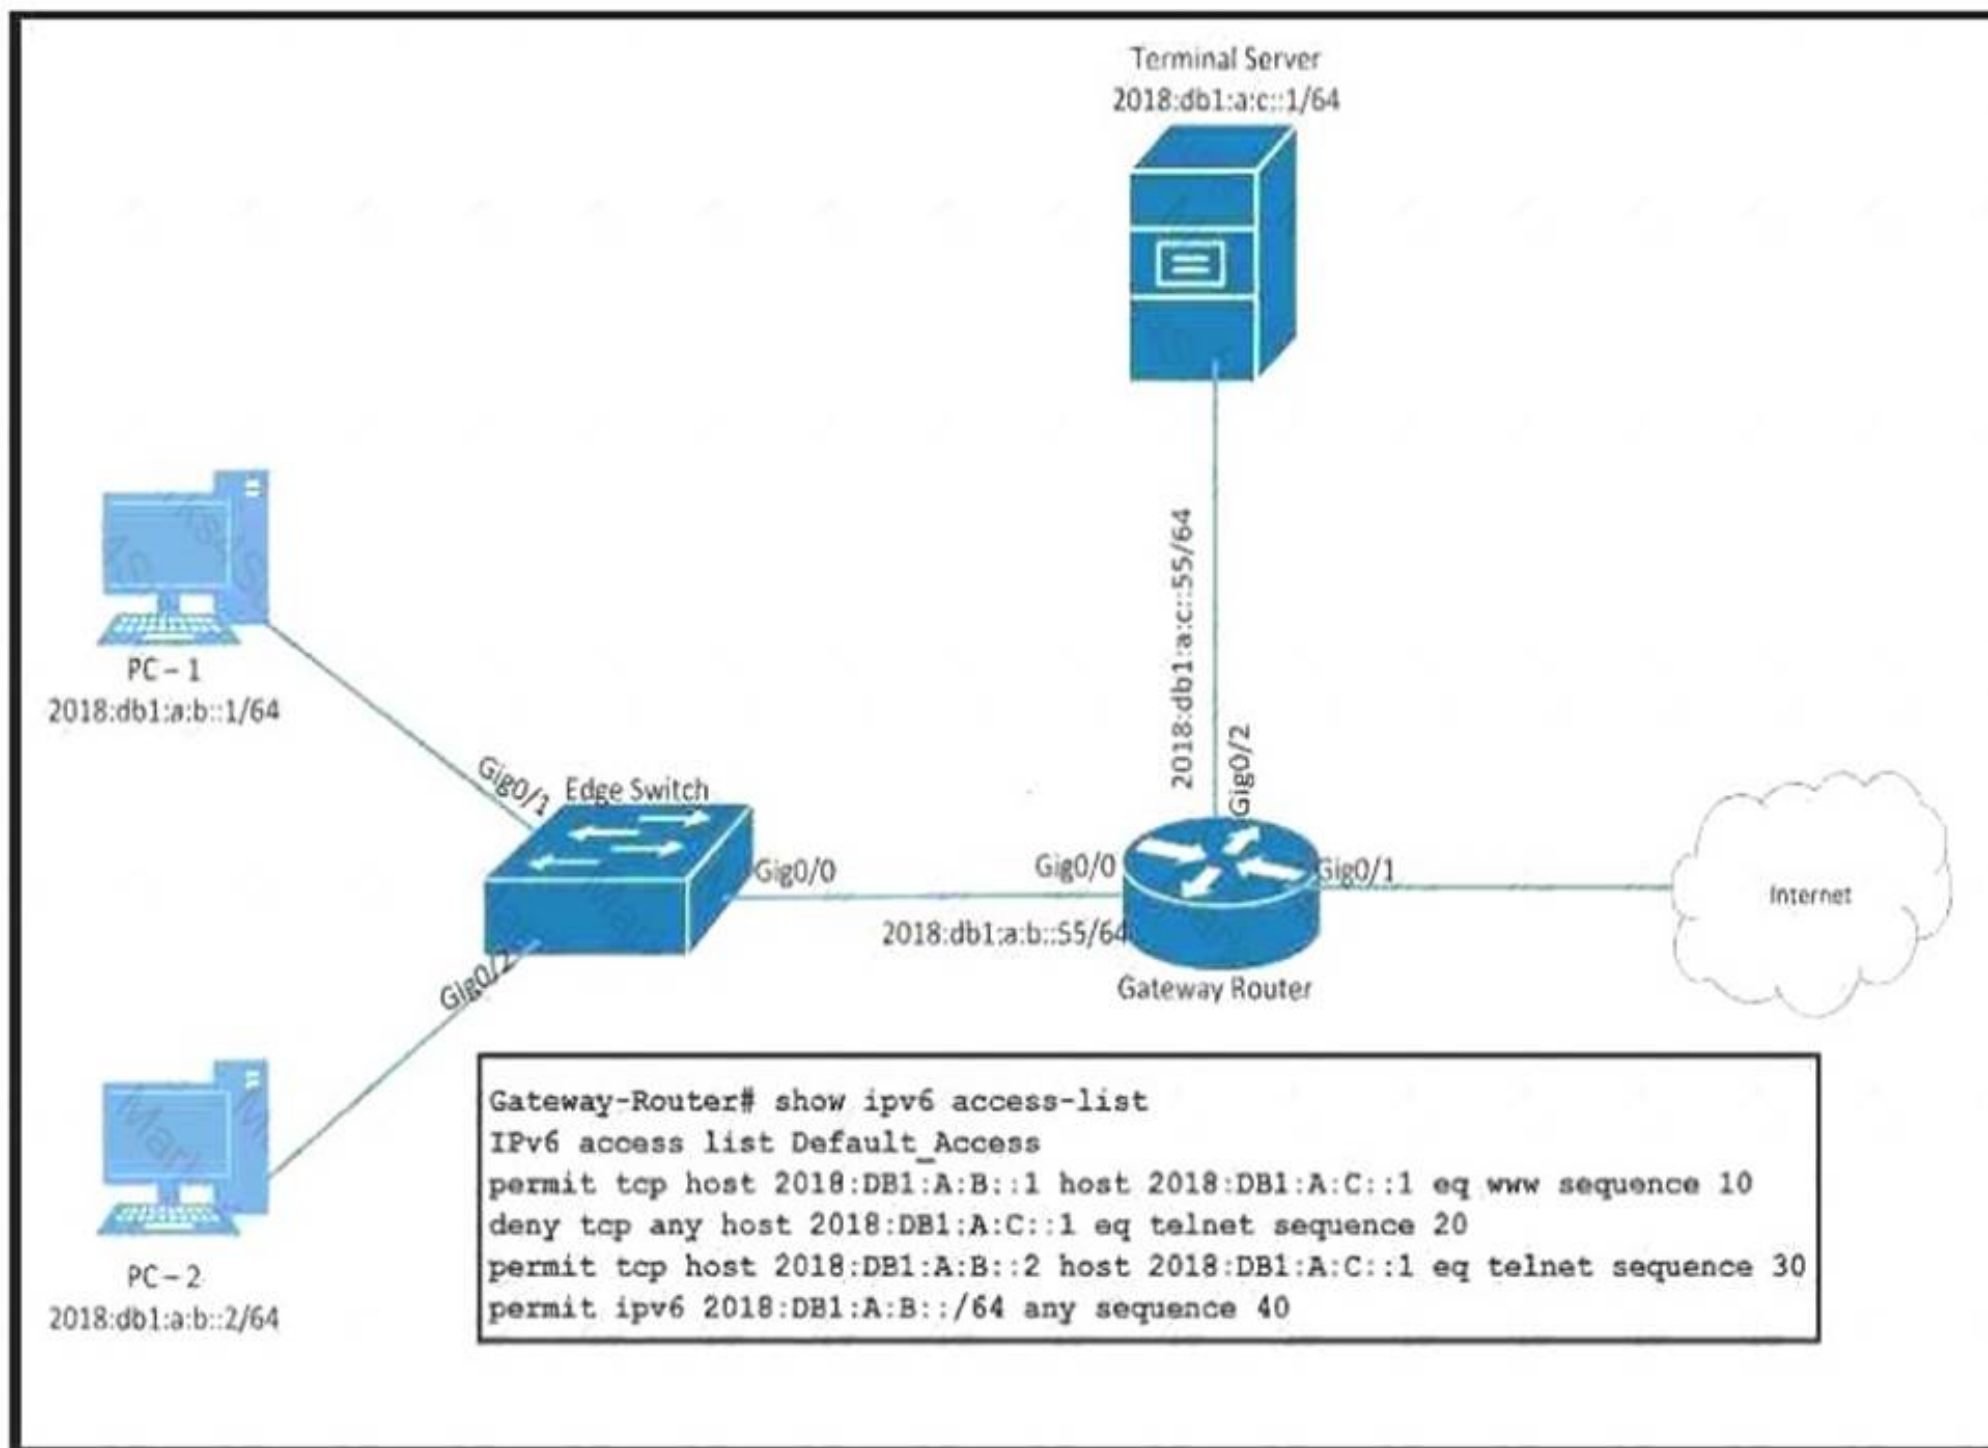 Terminal Server
2018:db1:a:c::1/64
2018:db1:a:c::55/64
Gig0/2
PC – 1
2018:db1:a:b::1/64
Gig0/1
Edge Switch
Gig0/0
Gig0/0
Gig0/1
Internet
2018:db1:a:b::55/64
Gateway Router
Gig0/2
PC – 2
2018:db1:a:b::2/64
Gateway-Router# show ipv6 access-list
IPv6 access list Default_Access
permit tcp host 2018:DB1:A:B::1 host 2018:DB1:A:C::1 eq www sequence 10
deny tcp any host 2018:DB1:A:C::1 eq telnet sequence 20
permit tcp host 2018:DB1:A:B::2 host 2018:DB1:A:C::1 eq telnet sequence 30
permit ipv6 2018:DB1:A:B::/64 any sequence 40